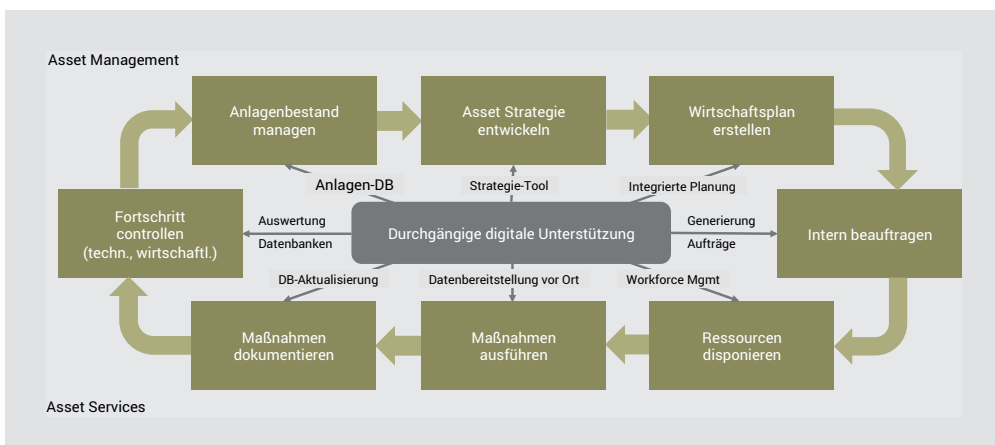 Asset Management
Anlagenbestand
managen
Asset Strategie
entwickeln
Wirtschaftsplan
erstellen
Anlagen-DB
Strategie-Tool
Integrierte Planung
Fortschritt
controllen
(techn., wirtschaftl.)
Auswertung
Datenbanken
Durchgängige digitale Unterstützung
Generierung
Aufträge
Intern beauftragen
DB-Aktualisierung
Datenbereitstellung vor Ort
Workforce Mgmt
Maßnahmen
dokumentieren
Maßnahmen
ausführen
Ressourcen
disponieren
Asset Services